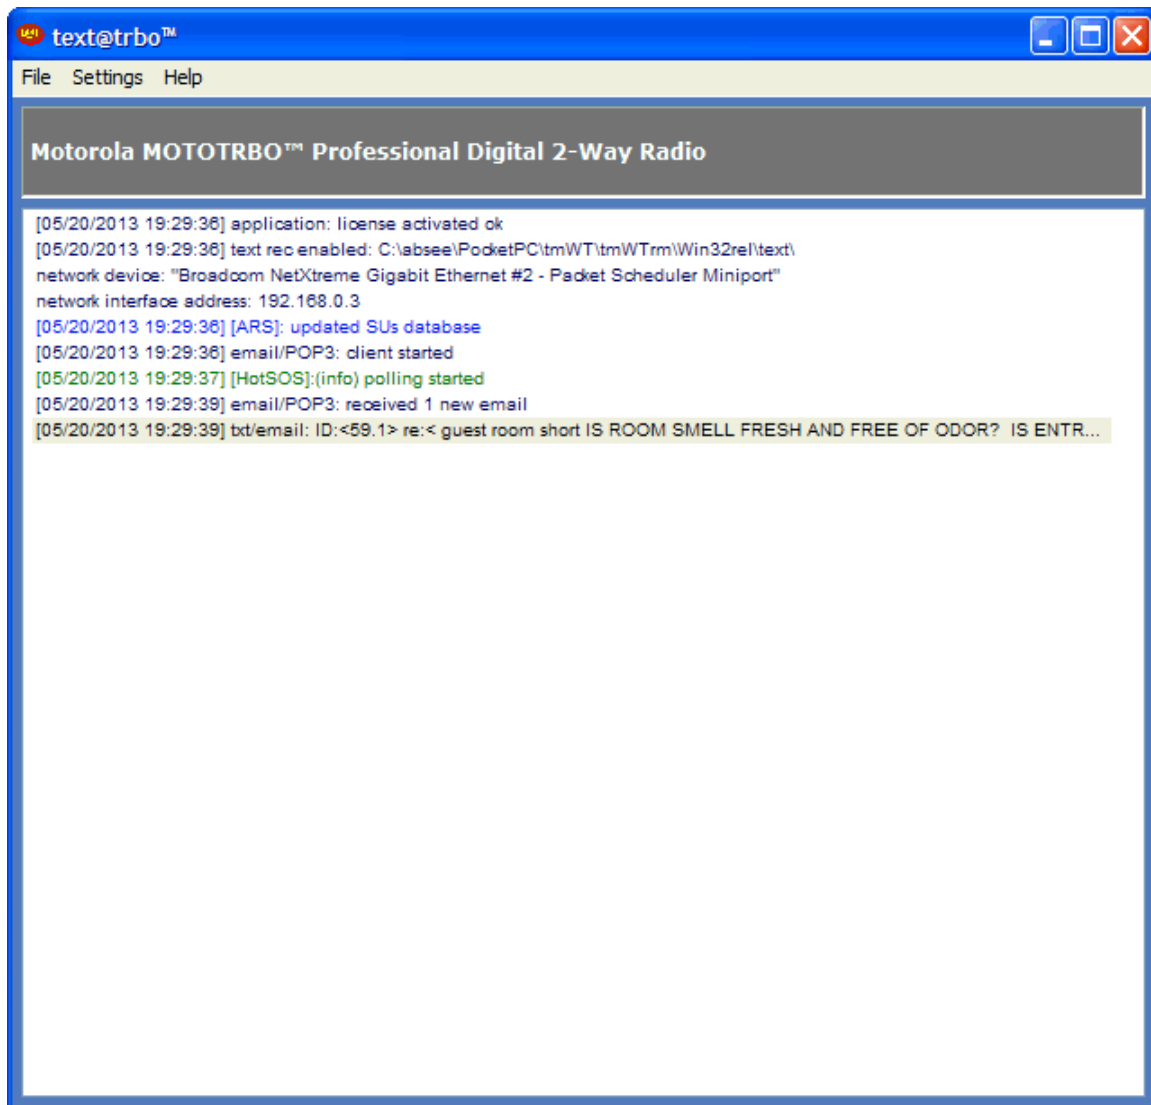 text@trbo™
File Settings Help
Motorola MOTOTRBO™ Professional Digital 2-Way Radio
[05/20/2013 19:29:36] application: license activated ok
[05/20/2013 19:29:36] text rec enabled: C:\absee\PocketPC\tmWT\tmWTrm\Win32rel\text\
network device: "Broadcom NetXtreme Gigabit Ethernet #2 - Packet Scheduler Miniport"
network interface address: 192.168.0.3
[05/20/2013 19:29:36] [ARS]: updated SUs database
[05/20/2013 19:29:36] email/POP3: client started
[05/20/2013 19:29:37] [HotSOS]:(info) polling started
[05/20/2013 19:29:39] email/POP3: received 1 new email
[05/20/2013 19:29:39] txt/email: ID:<59.1> re:< guest room short IS ROOM SMELL FRESH AND FREE OF ODOR?  IS ENTR...